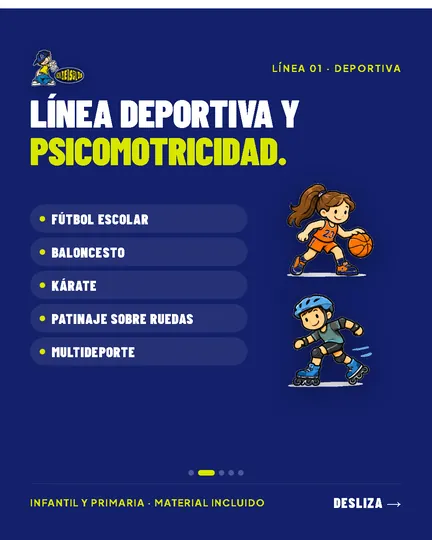 LÍNEA 01 · DEPORTIVA
LÍNEA DEPORTIVA Y
PSICOMOTRICIDAD.
FÚTBOL ESCOLAR
BALONCESTO
KÁRATE
PATINAJE SOBRE RUEDAS
MULTIDEPORTE
23
INFANTIL Y PRIMARIA · MATERIAL INCLUIDO
DESLIZA →